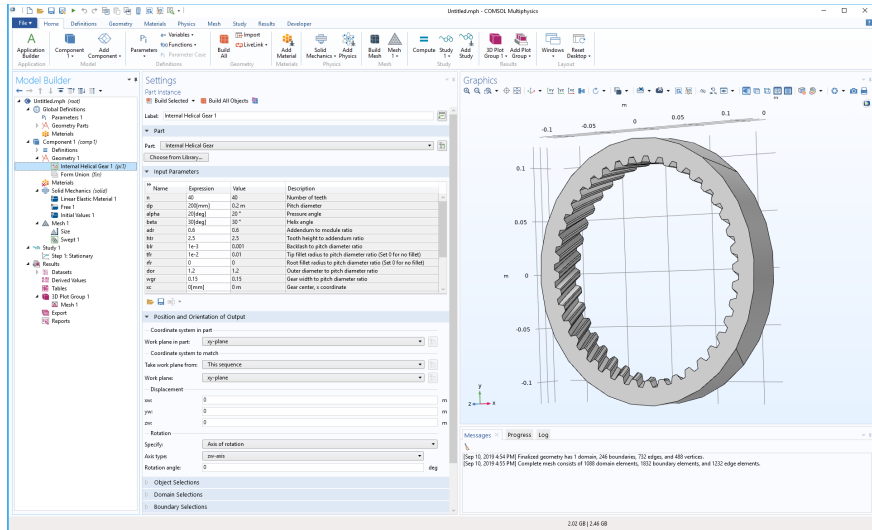 Untitled.mph - COMSOL Multiphysics
File Home Definitions Geometry Materials Physics Mesh Study Results Developer
Application Builder
Component 1
Add Component
Parameters
a= Variables
f(x) Functions
Pi Parameter Case
Build All
Import
LiveLink
Add Material
Solid Mechanics
Add Physics
Build Mesh
Mesh 1
Compute
Study 1
Add Study
3D Plot Group 1
Add Plot Group
Windows
Reset Desktop
Application Model Definitions Geometry Materials Physics Mesh Study Results Layout
Model Builder
Untitled.mph (root)
Global Definitions
Parameters 1
Geometry Parts
Materials
Component 1 (comp1)
Definitions
Geometry 1
Internal Helical Gear 1 (pi1)
Form Union (fin)
Materials
Solid Mechanics (solid)
Linear Elastic Material 1
Free 1
Initial Values 1
Mesh 1
Size
Swept 1
Study 1
Step 1: Stationary
Results
Datasets
Derived Values
Tables
3D Plot Group 1
Mesh 1
Export
Reports
Settings
Part Instance
Build Selected Build All Objects
Label: Internal Helical Gear 1
Part
Part: Internal Helical Gear
Choose from Library...
Input Parameters
Name Expression Value Description
n 40 40 Number of teeth
dp 200[mm] 0.2 m Pitch diameter
alpha 20[deg] 20 ° Pressure angle
beta 30[deg] 30 ° Helix angle
adr 0.6 0.6 Addendum to module ratio
htr 2.5 2.5 Tooth height to addendum ratio
blr 1e-3 0.001 Backlash to pitch diameter ratio
tfr 1e-2 0.01 Tip fillet radius to pitch diameter ratio (Set 0 for no fillet)
rfr 0 0 Root fillet radius to pitch diameter ratio (Set 0 for no fillet)
dor 1.2 1.2 Outer diameter to pitch diameter ratio
wgr 0.15 0.15 Gear width to pitch diameter ratio
xc 0[mm] 0 m Gear center, x coordinate
Position and Orientation of Output
Coordinate system in part
Work plane in part: xy-plane
Coordinate system to match
Take work plane from: This sequence
Work plane: xy-plane
Displacement
xw: 0 m
yw: 0 m
zw: 0 m
Rotation
Specify: Axis of rotation
Axis type: zw-axis
Rotation angle: 0 deg
Object Selections
Domain Selections
Boundary Selections
Graphics
m
-0.1 -0.05 0 0.05 0.1 0
0.1
0.05
m 0
-0.05
-0.1
y
z x
Messages Progress Log
[Sep 10, 2019 4:54 PM] Finalized geometry has 1 domain, 246 boundaries, 732 edges, and 488 vertices.
[Sep 10, 2019 4:55 PM] Complete mesh consists of 1088 domain elements, 1832 boundary elements, and 1232 edge elements.
2.02 GB | 2.46 GB